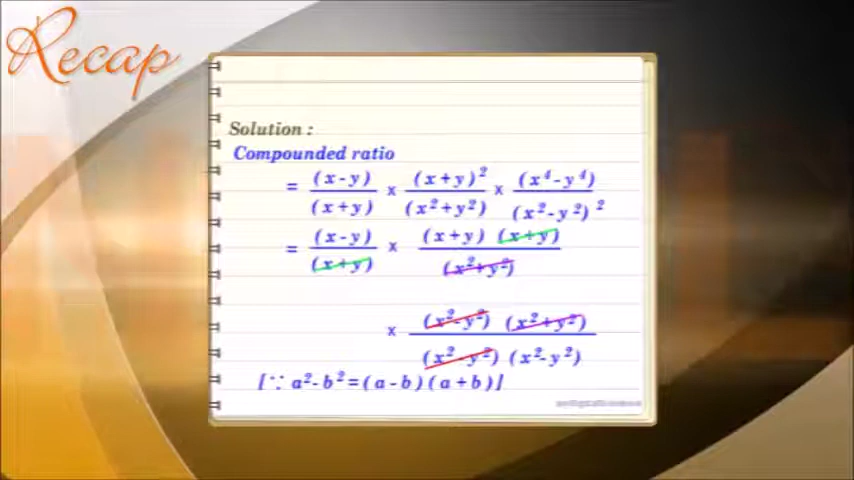 Recap
Solution :
Compounded ratio
= (x-y)/(x+y) x (x+y)²/(x²+y²) x (x⁴-y⁴)/(x²-y²)²
= (x-y)/(x+y) x (x+y) (x+y)/(x²+y²)
x (x²-y²) (x²+y²)/(x²-y²) (x²-y²)
[∵ a²-b²=(a-b)(a+b)]